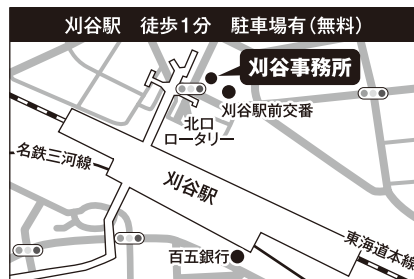 刈谷駅　徒歩1分　駐車場有（無料）
刈谷事務所
刈谷駅前交番
北口
ロータリー
名鉄三河線
刈谷駅
東海道本線
百五銀行